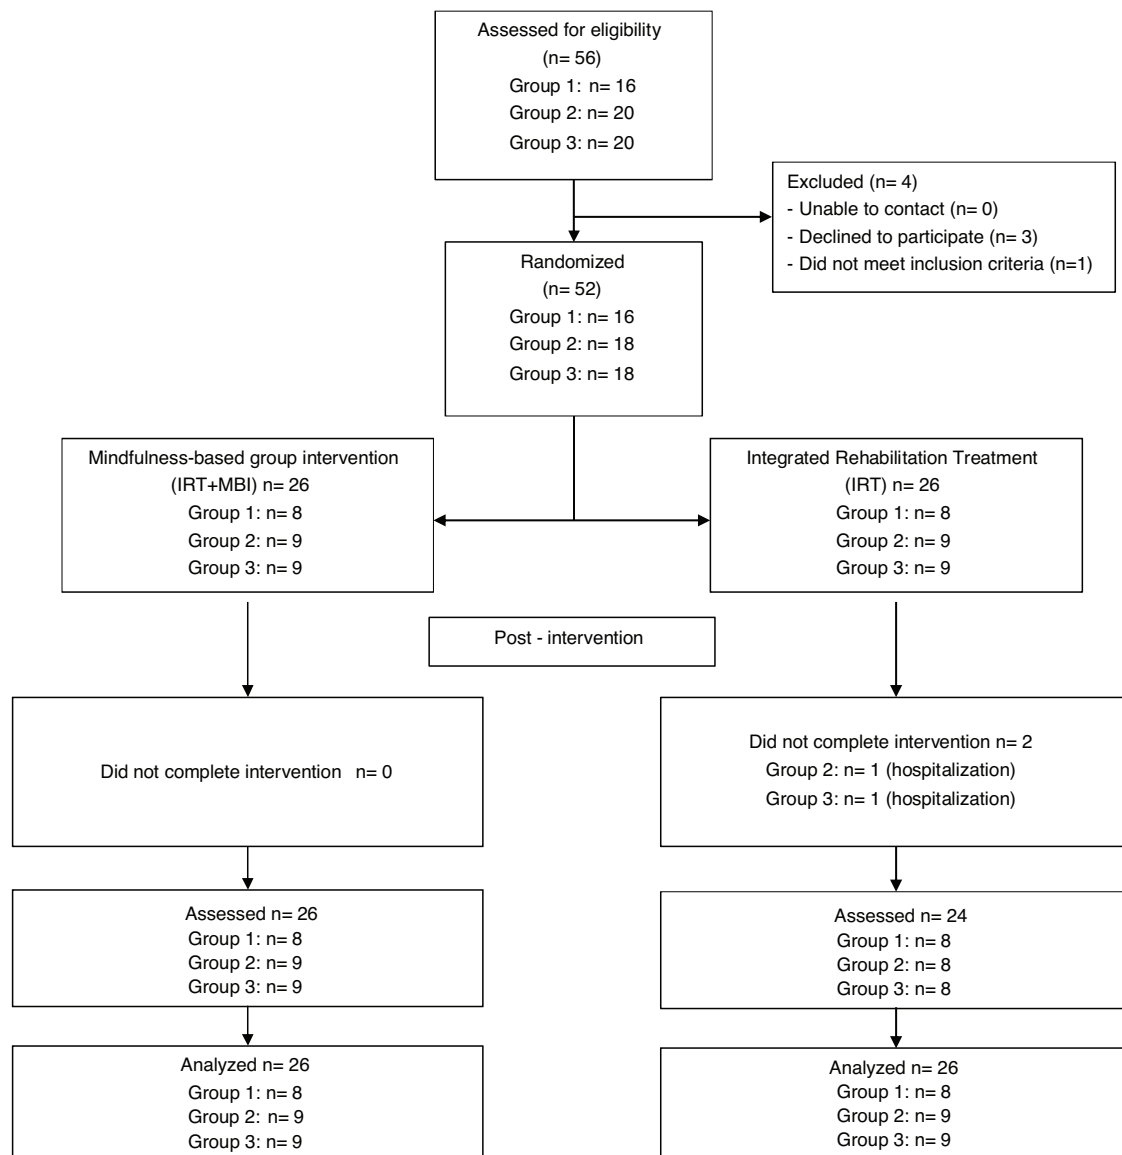 Assessed for eligibility
(n= 56)
Group 1: n= 16
Group 2: n= 20
Group 3: n= 20
Excluded (n= 4)
- Unable to contact (n= 0)
- Declined to participate (n= 3)
- Did not meet inclusion criteria (n=1)
Randomized
(n= 52)
Group 1: n= 16
Group 2: n= 18
Group 3: n= 18
Mindfulness-based group intervention
(IRT+MBI) n= 26
Group 1: n= 8
Group 2: n= 9
Group 3: n= 9
Integrated Rehabilitation Treatment
(IRT) n= 26
Group 1: n= 8
Group 2: n= 9
Group 3: n= 9
Post - intervention
Did not complete intervention n= 0
Did not complete intervention n= 2
Group 2: n= 1 (hospitalization)
Group 3: n= 1 (hospitalization)
Assessed n= 26
Group 1: n= 8
Group 2: n= 9
Group 3: n= 9
Assessed n= 24
Group 1: n= 8
Group 2: n= 8
Group 3: n= 8
Analyzed n= 26
Group 1: n= 8
Group 2: n= 9
Group 3: n= 9
Analyzed n= 26
Group 1: n= 8
Group 2: n= 9
Group 3: n= 9